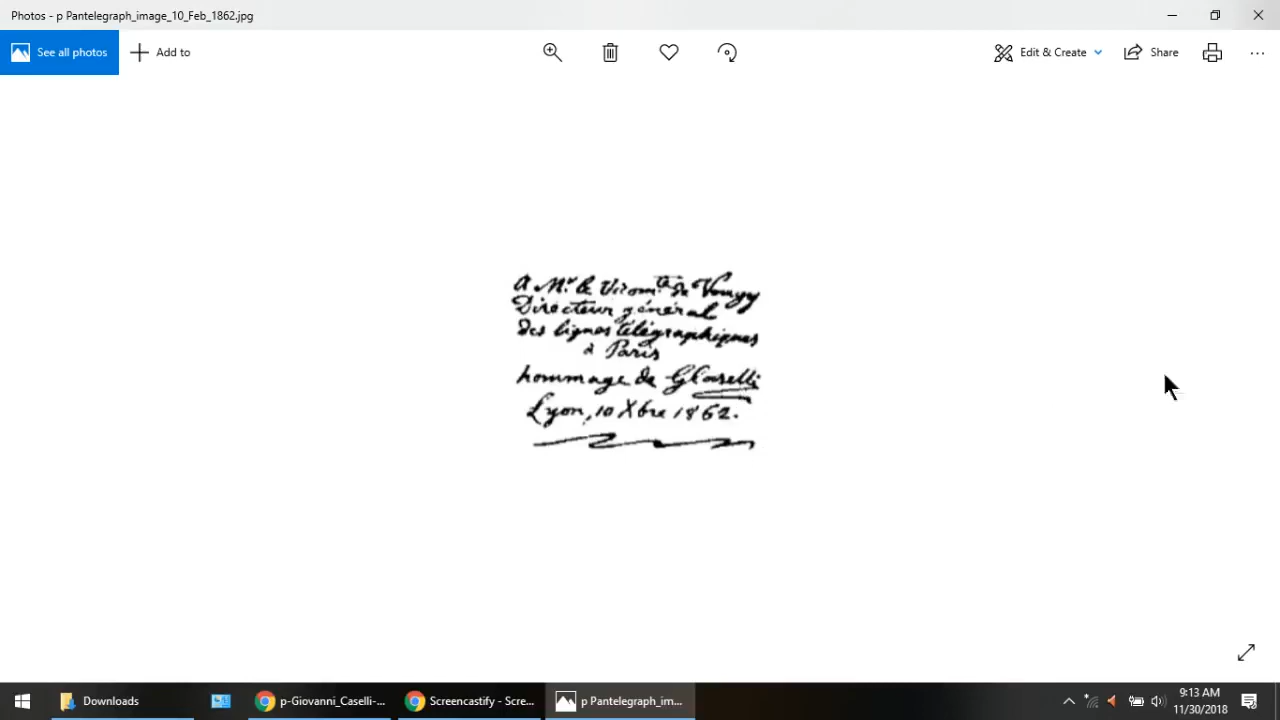 Photos - p Pantelegraph_image_10_Feb_1862.jpg
See all photos
Add to
Edit & Create
Share
A Mr. le Vicomte de Vougy
Directeur général
des lignes télégraphiques
à Paris
hommage de GCaselli
Lyon, 10 Xbre 1862.
Downloads
p-Giovanni_Caselli-...
Screencastify - Scre...
p Pantelegraph_im...
9:13 AM
11/30/2018